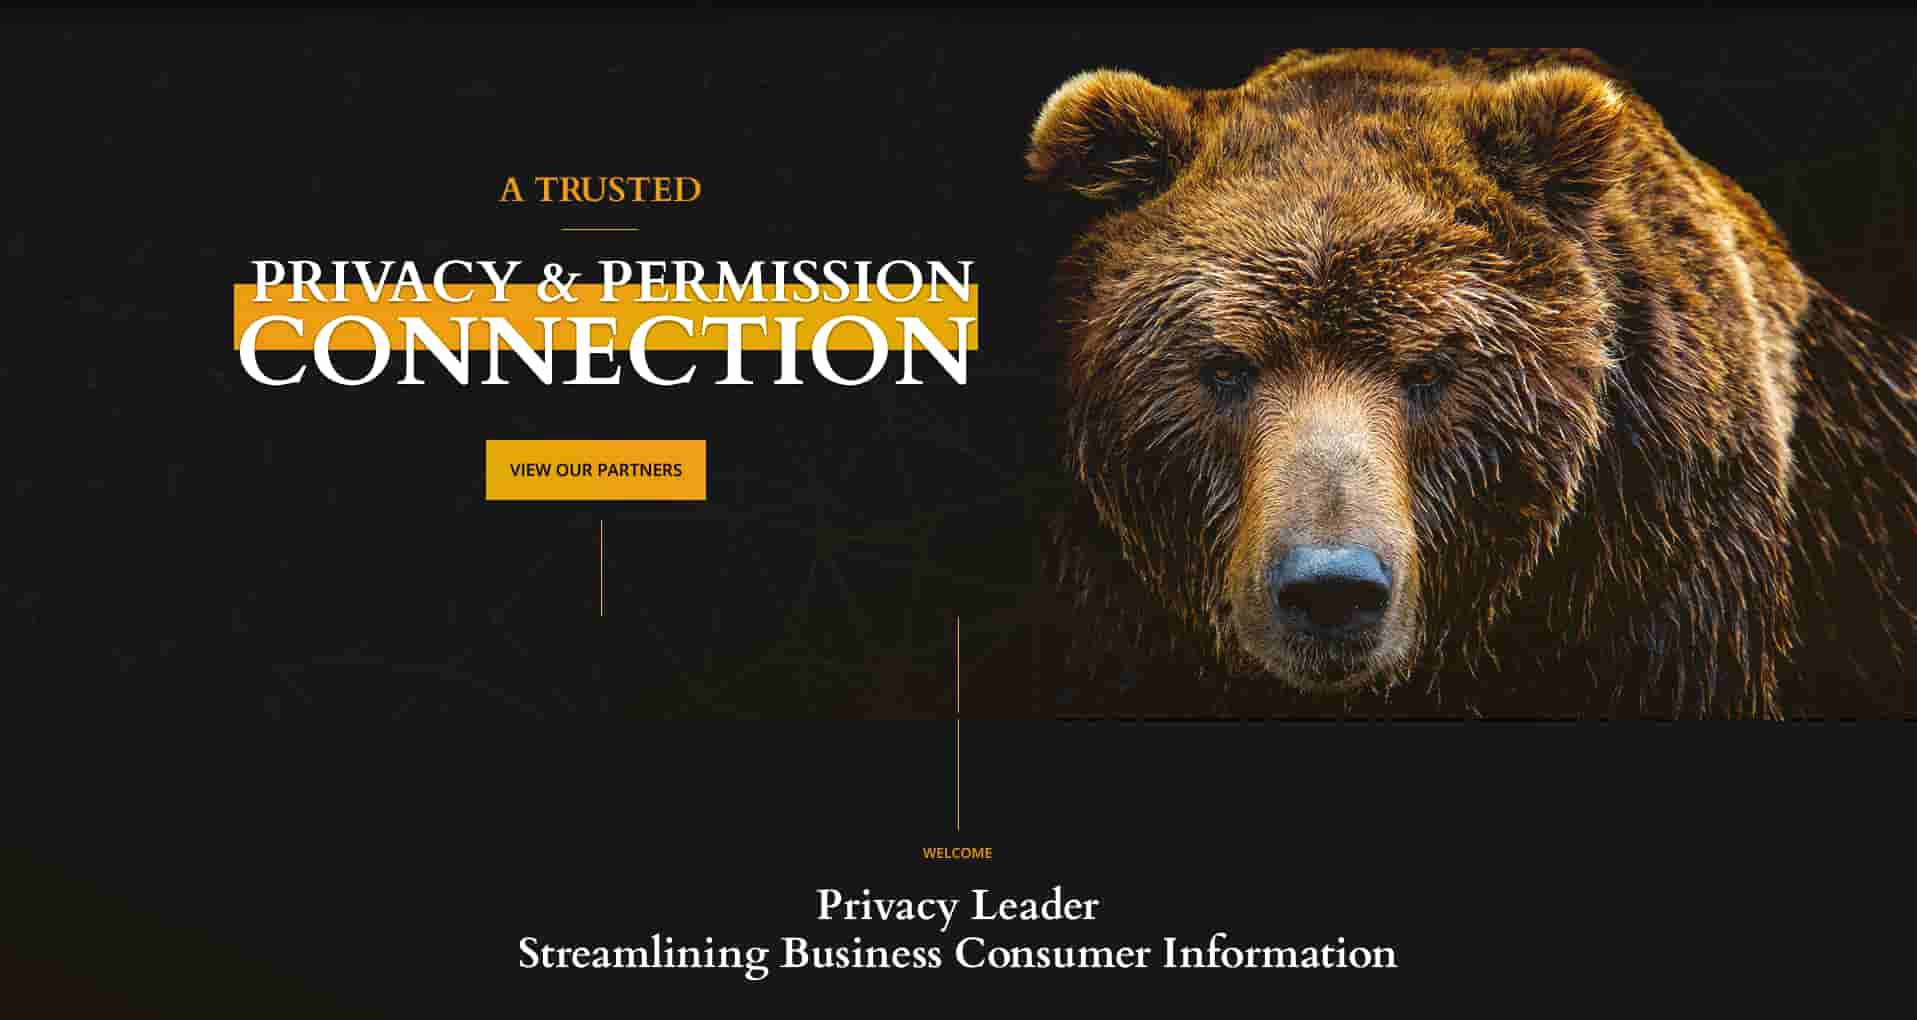 A TRUSTED
PRIVACY & PERMISSION
CONNECTION
VIEW OUR PARTNERS
WELCOME
Privacy Leader
Streamlining Business Consumer Information